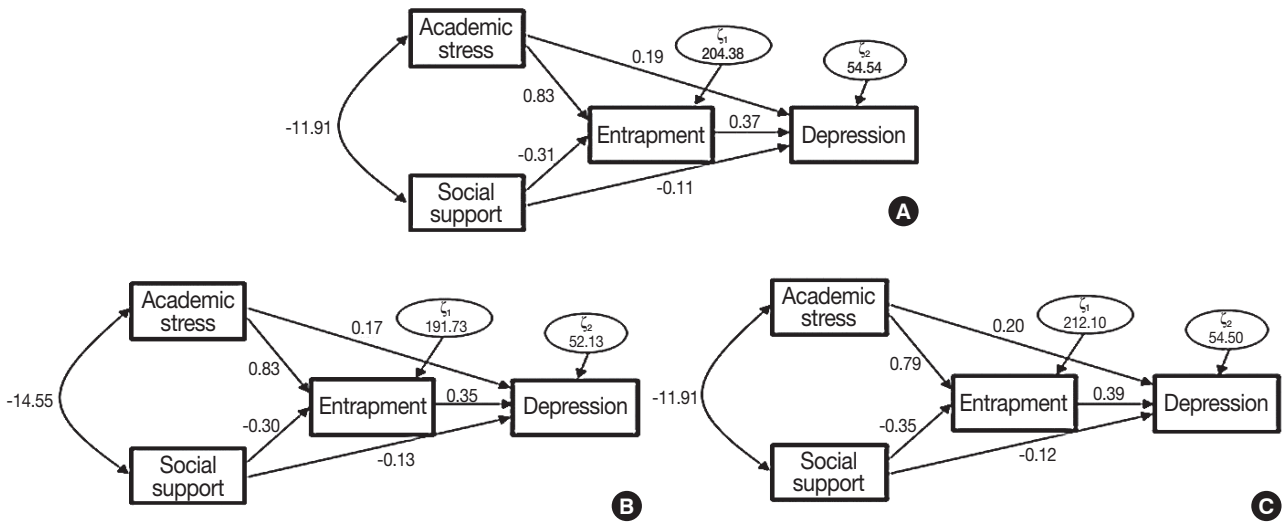 Academic
stress
ζ₁
204.38
ζ₂
54.54
0.19
0.83
-11.91
Entrapment
0.37
Depression
-0.31
-0.11
Social
support
A
Academic
stress
ζ₁
191.73
ζ₂
52.13
0.17
0.83
-14.55
Entrapment
0.35
Depression
-0.30
-0.13
Social
support
B
Academic
stress
ζ₁
212.10
ζ₂
54.50
0.20
0.79
-11.91
Entrapment
0.39
Depression
-0.35
-0.12
Social
support
C